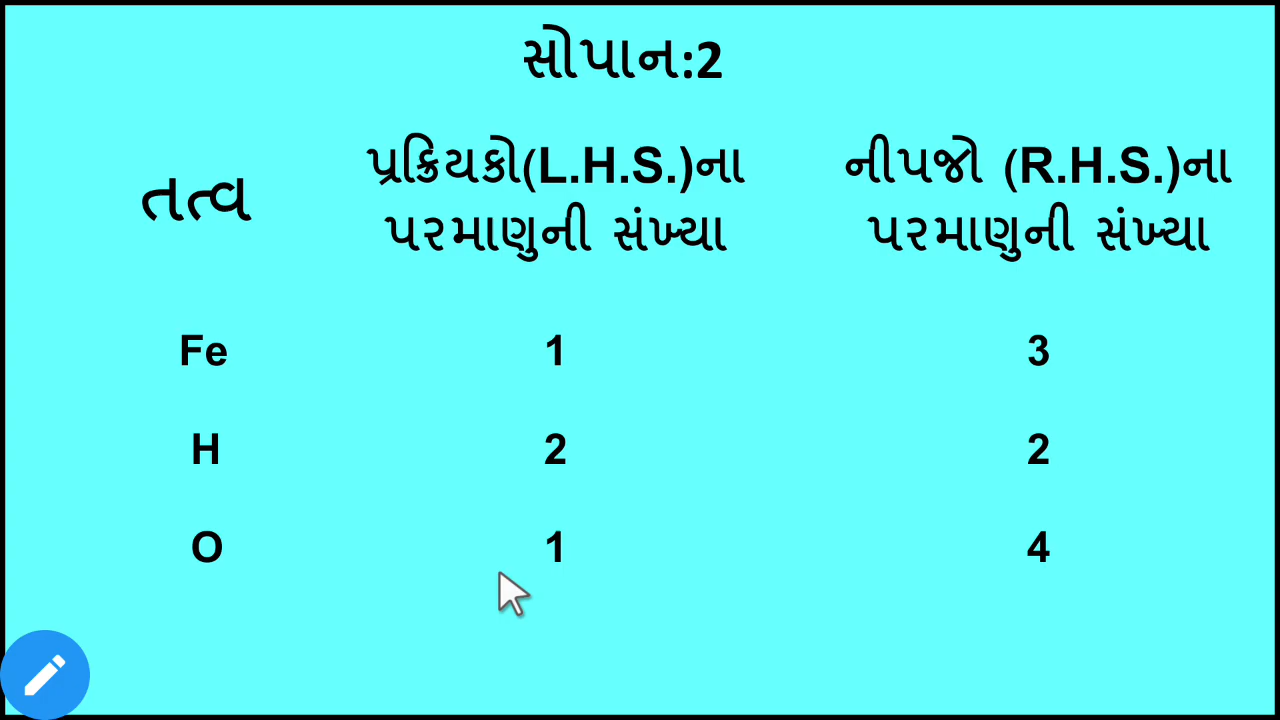 સોપાન:2
તત્વ
પ્રક્રિયકો(L.H.S.)ના
પરમાણુની સંખ્યા
નીપજો (R.H.S.)ના
પરમાણુની સંખ્યા
Fe 1 3
H 2 2
O 1 4